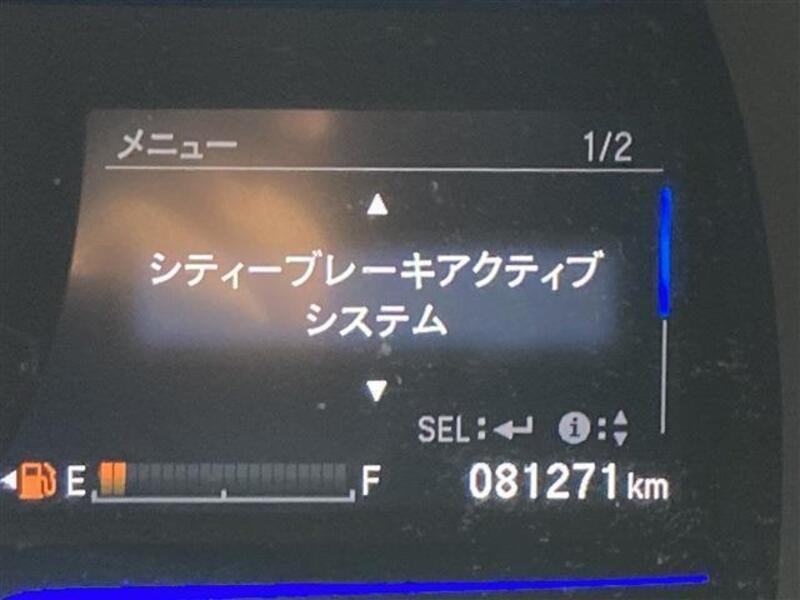 メニュー 1/2
▲
シティーブレーキアクティブ
システム
▼
SEL:↵ i:▲▼
E F 081271km